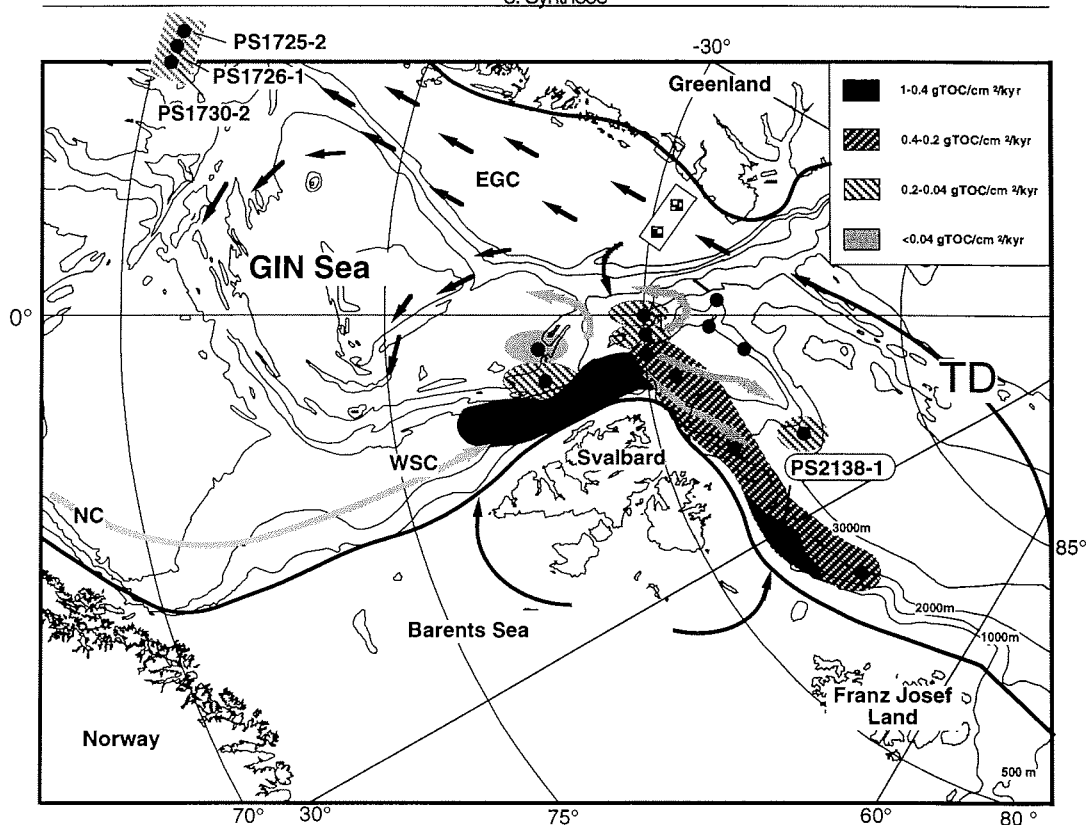 PS1725-2
PS1726-1
PS1730-2
-30°
Greenland
1-0.4 gTOC/cm ²/kyr
0.4-0.2 gTOC/cm ²/kyr
0.2-0.04 gTOC/cm ²/kyr
<0.04 gTOC/cm ²/kyr
EGC
GIN Sea
0°
TD
WSC
Svalbard
PS2138-1
NC
3000m
85°
2000m
1000m
Barents Sea
Franz Josef
Land
Norway
500 m
70°
30°
75°
60°
80°